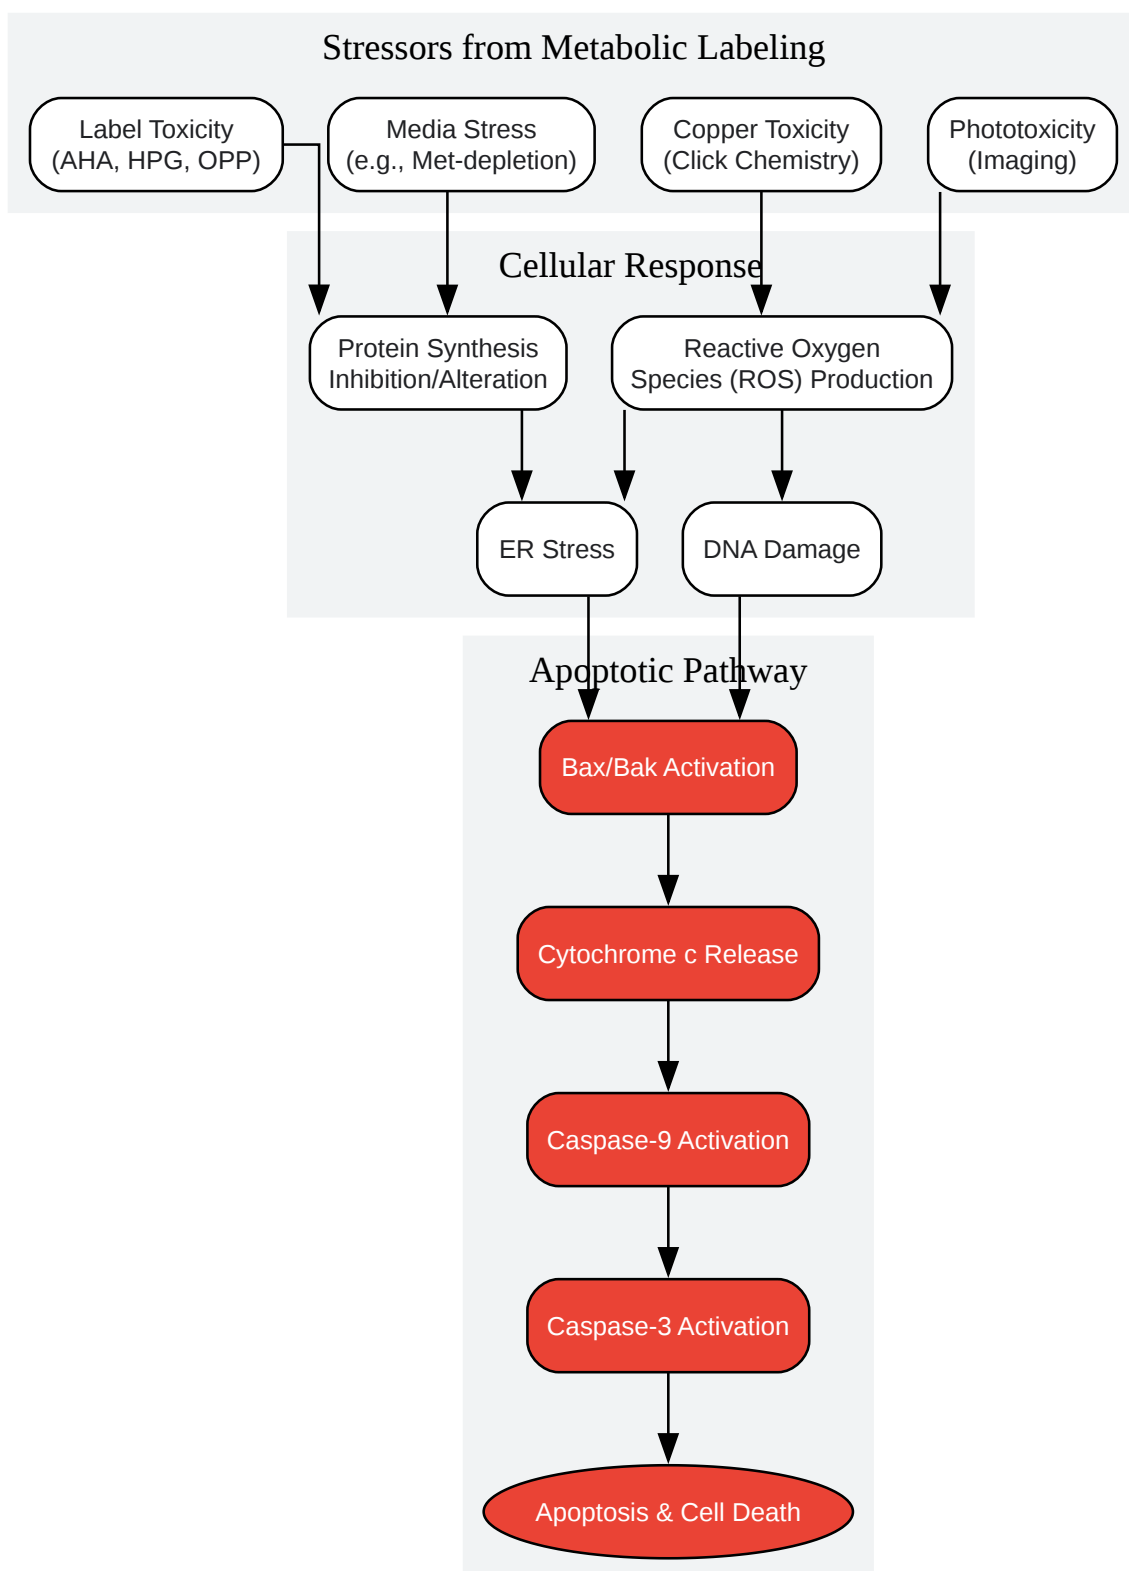 Stressors from Metabolic Labeling
Label Toxicity
(AHA, HPG, OPP)
Media Stress
(e.g., Met-depletion)
Copper Toxicity
(Click Chemistry)
Phototoxicity
(Imaging)
Cellular Response
Protein Synthesis
Inhibition/Alteration
Reactive Oxygen
Species (ROS) Production
ER Stress
DNA Damage
Apoptotic Pathway
Bax/Bak Activation
Cytochrome c Release
Caspase-9 Activation
Caspase-3 Activation
Apoptosis & Cell Death